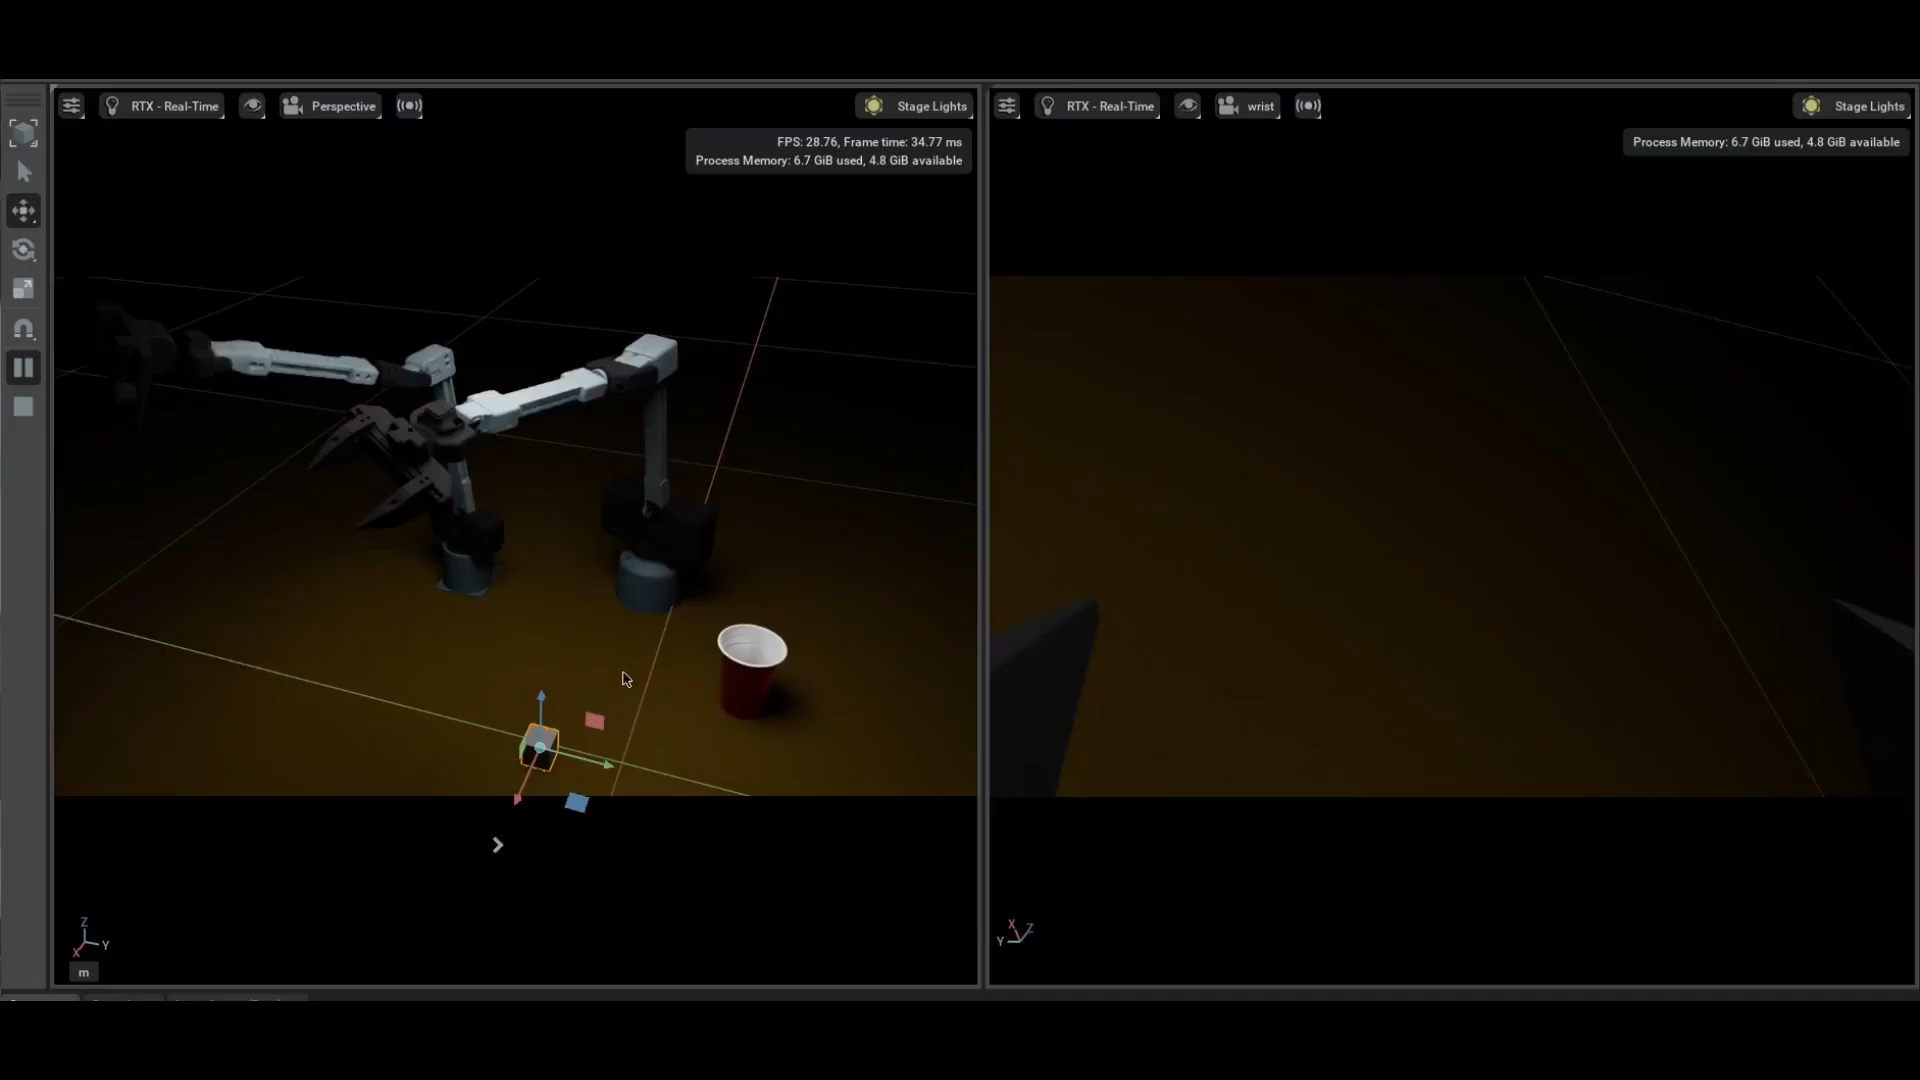 RTX - Real-Time
Perspective
Stage Lights
FPS: 28.76, Frame time: 34.77 ms
Process Memory: 6.7 GiB used, 4.8 GiB available
Z
Y
X
m
RTX - Real-Time
wrist
Stage Lights
Process Memory: 6.7 GiB used, 4.8 GiB available
X
Z
Y